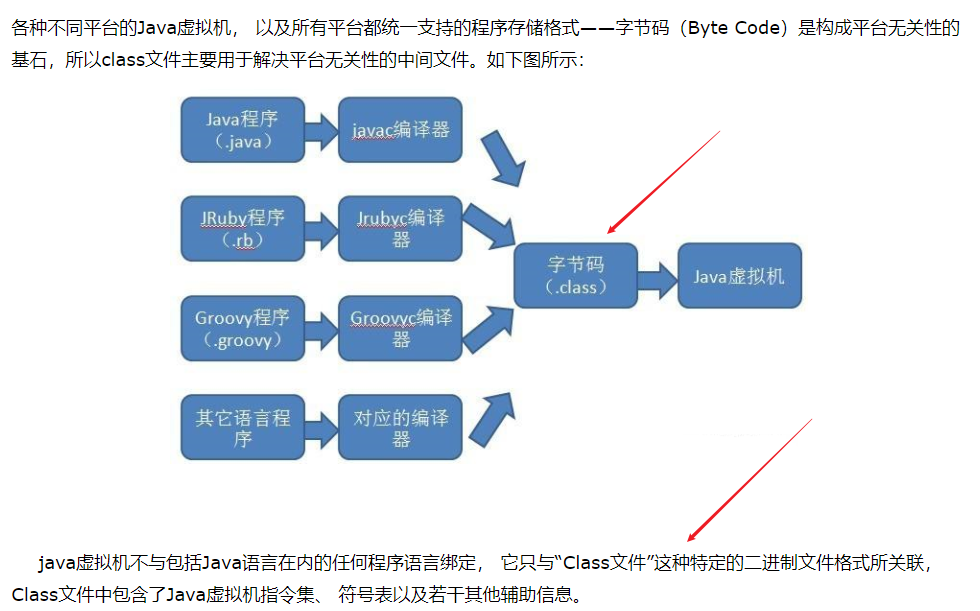 各种不同平台的Java虚拟机， 以及所有平台都统一支持的程序存储格式——字节码（Byte Code）是构成平台无关性的
基石，所以class文件主要用于解决平台无关性的中间文件。如下图所示：
Java程序
（.java）
javac编译器
JRuby程序
（.rb）
Jrubyc编译
器
Groovy程序
（.groovy）
Groovyc编译
器
其它语言程
序
对应的编译
器
字节码
（.class）
Java虚拟机
java虚拟机不与包括Java语言在内的任何程序语言绑定， 它只与“Class文件”这种特定的二进制文件格式所关联，
Class文件中包含了Java虚拟机指令集、 符号表以及若干其他辅助信息。